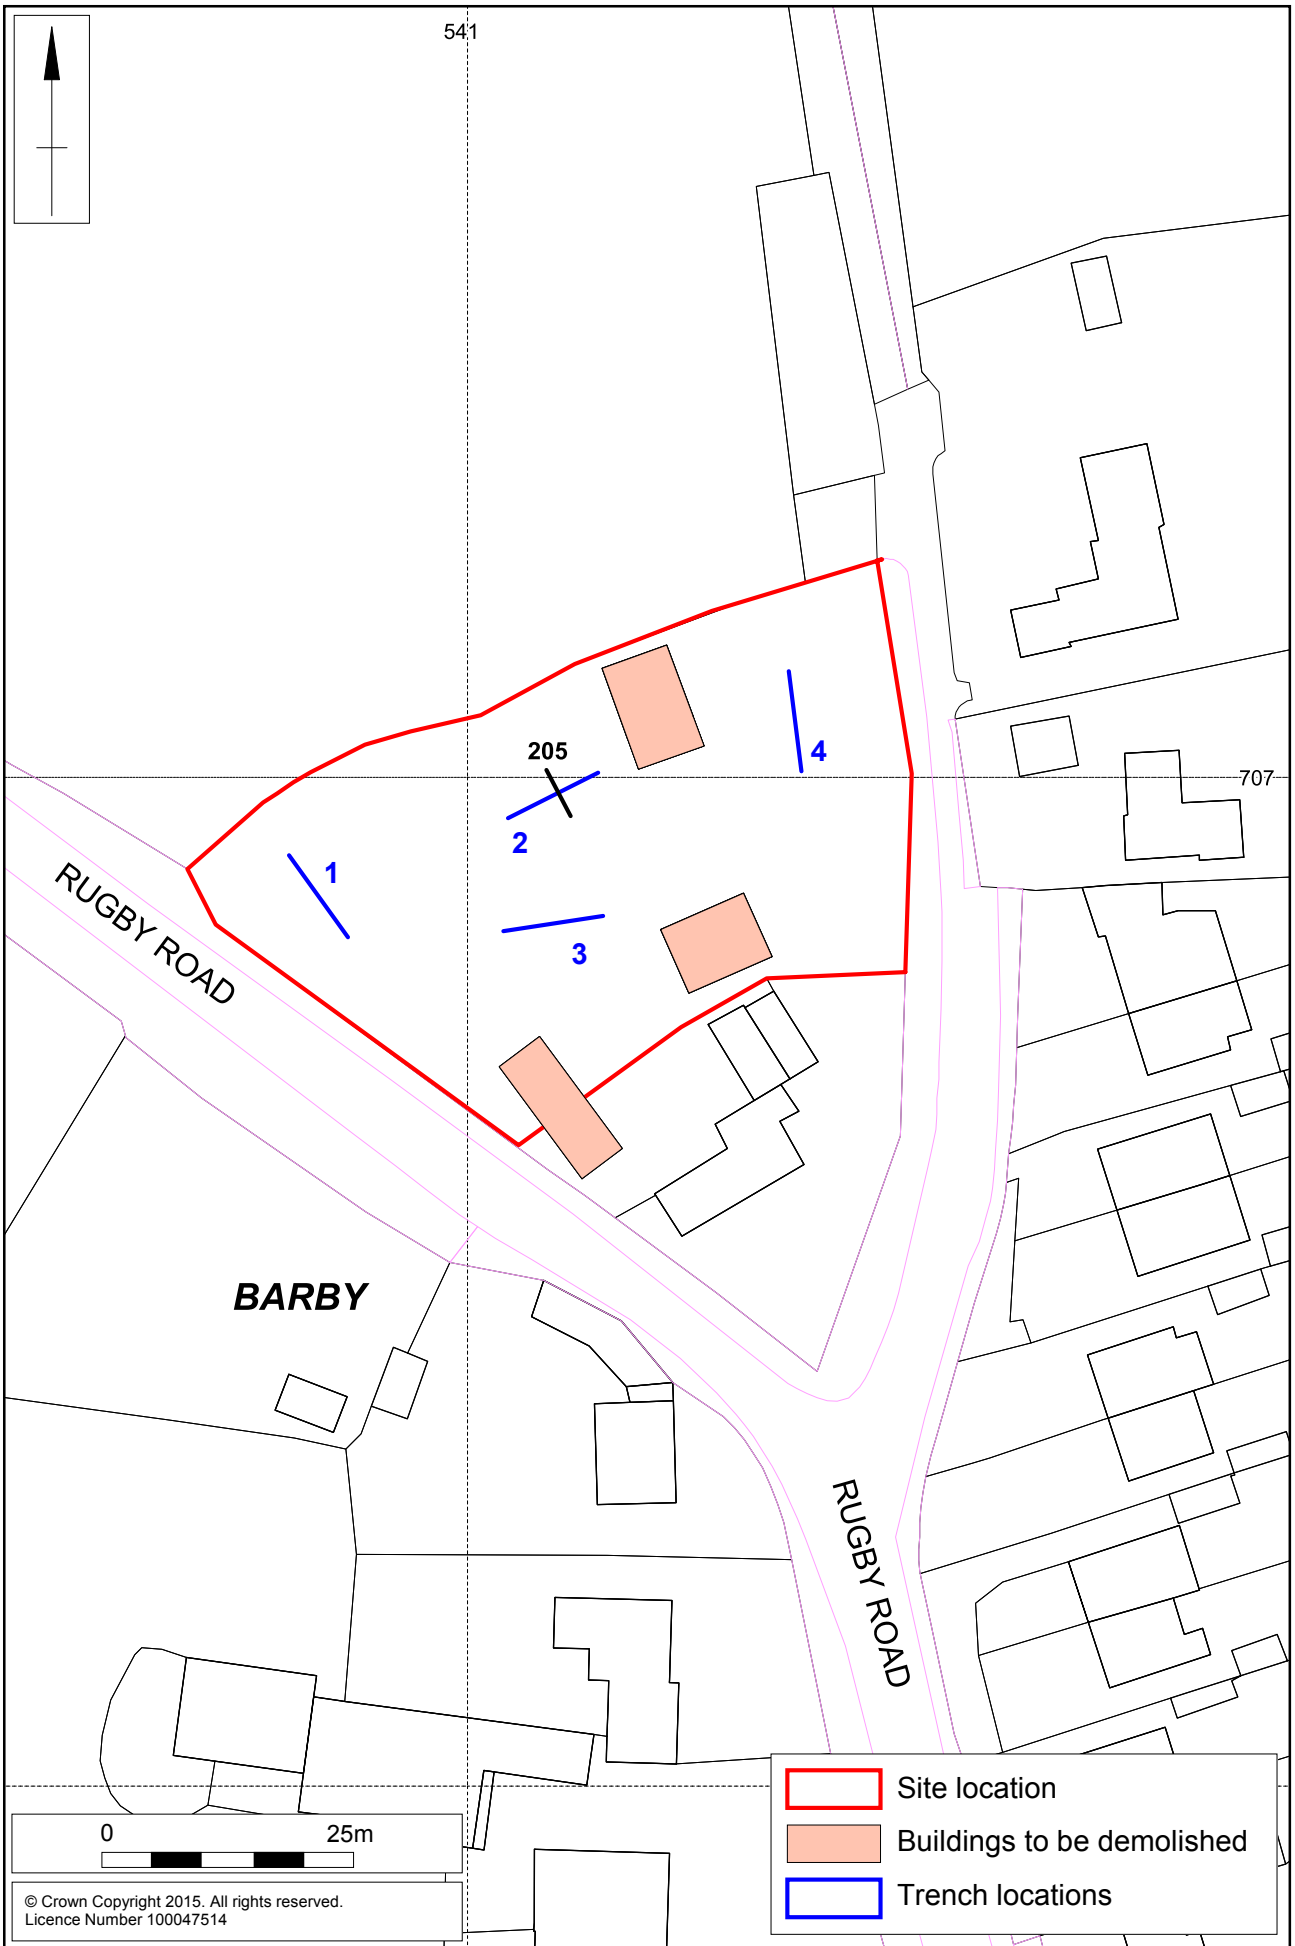 541
205
4
707
2
1
RUGBY ROAD
3
BARBY
RUGBY ROAD
Site location
0 25m
Buildings to be demolished
Trench locations
© Crown Copyright 2015. All rights reserved.
Licence Number 100047514